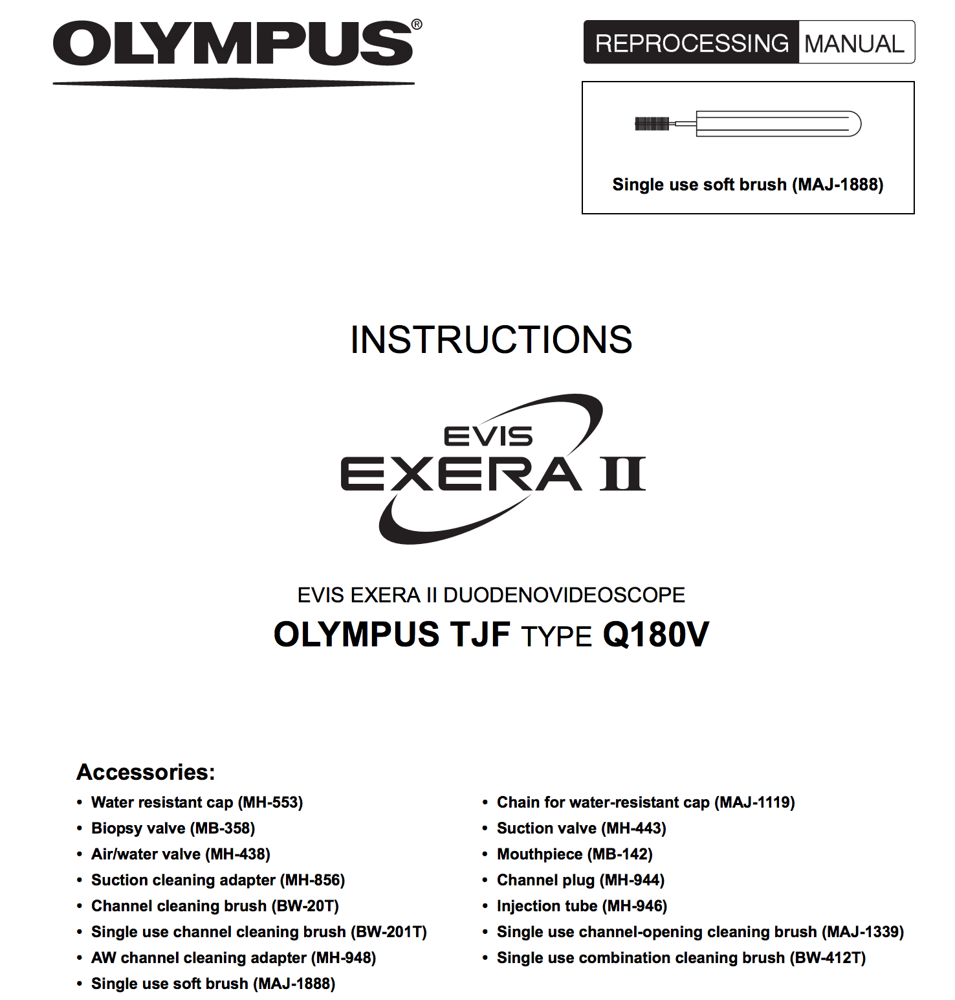 OLYMPUS®
REPROCESSING MANUAL
Single use soft brush (MAJ-1888)
INSTRUCTIONS
EVIS
EXERA II
EVIS EXERA II DUODENOVIDEOSCOPE
OLYMPUS TJF TYPE Q180V
Accessories:
• Water resistant cap (MH-553)
• Biopsy valve (MB-358)
• Air/water valve (MH-438)
• Suction cleaning adapter (MH-856)
• Channel cleaning brush (BW-20T)
• Single use channel cleaning brush (BW-201T)
• AW channel cleaning adapter (MH-948)
• Single use soft brush (MAJ-1888)
• Chain for water-resistant cap (MAJ-1119)
• Suction valve (MH-443)
• Mouthpiece (MB-142)
• Channel plug (MH-944)
• Injection tube (MH-946)
• Single use channel-opening cleaning brush (MAJ-1339)
• Single use combination cleaning brush (BW-412T)